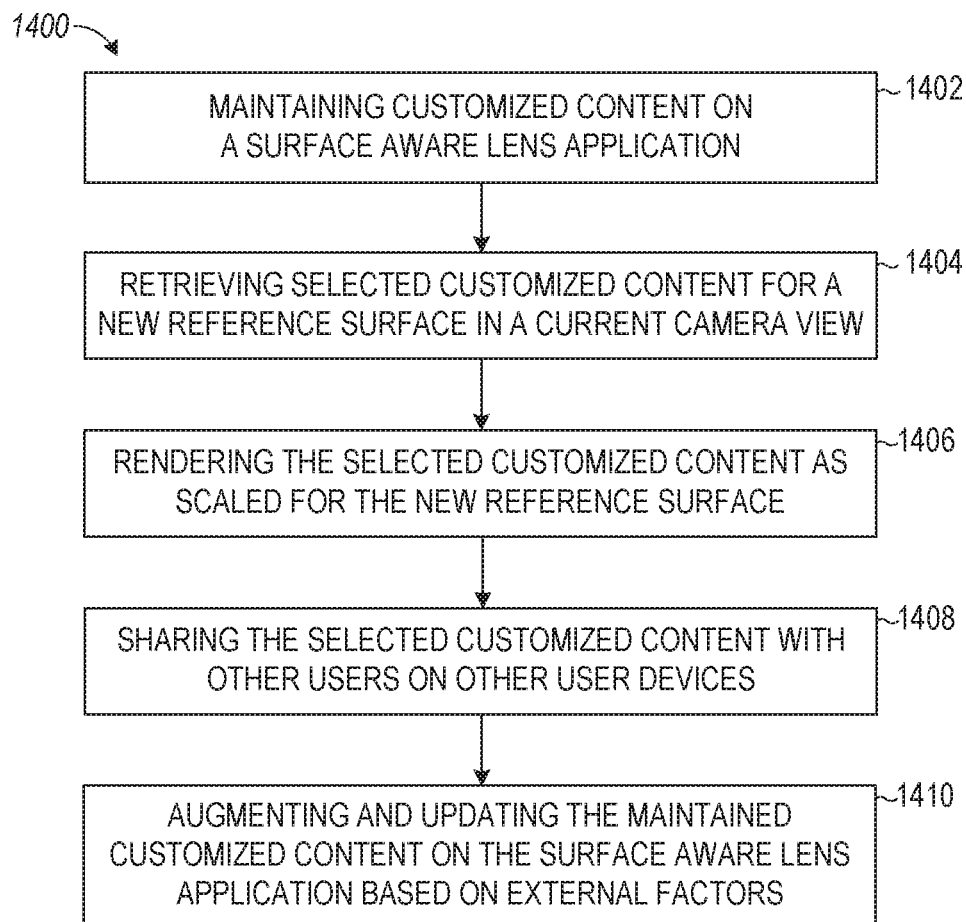 1400
1402
MAINTAINING CUSTOMIZED CONTENT ON
A SURFACE AWARE LENS APPLICATION
1404
RETRIEVING SELECTED CUSTOMIZED CONTENT FOR A
NEW REFERENCE SURFACE IN A CURRENT CAMERA VIEW
1406
RENDERING THE SELECTED CUSTOMIZED CONTENT AS
SCALED FOR THE NEW REFERENCE SURFACE
1408
SHARING THE SELECTED CUSTOMIZED CONTENT WITH
OTHER USERS ON OTHER USER DEVICES
1410
AUGMENTING AND UPDATING THE MAINTAINED
CUSTOMIZED CONTENT ON THE SURFACE AWARE LENS
APPLICATION BASED ON EXTERNAL FACTORS